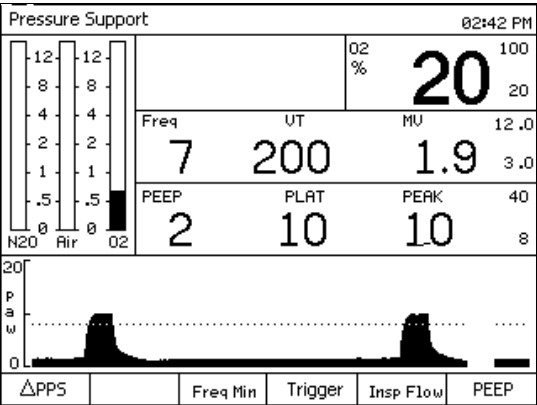 Pressure Support 02:42 PM
O2 % 20 100 20
12 12
8 8
4 4
2 2
1 1
.5 .5
0 0
N2O Air O2
Freq VT MV 12.0
7 200 1.9 3.0
PEEP PLAT PEAK 40
2 10 10 8
20
Paw
0
△PPS Freq Min Trigger Insp Flow PEEP